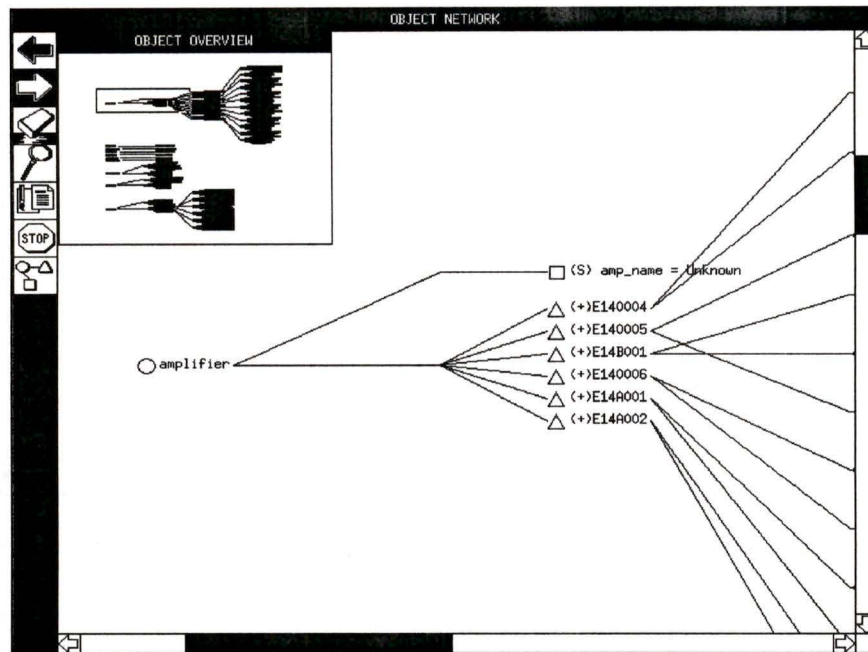 OBJECT NETWORK
OBJECT OVERVIEW
STOP
(S) amp_name = Unknown
(+)E140004
(+)E140005
(+)E14B001
amplifier
(+)E140006
(+)E14A001
(+)E14A002